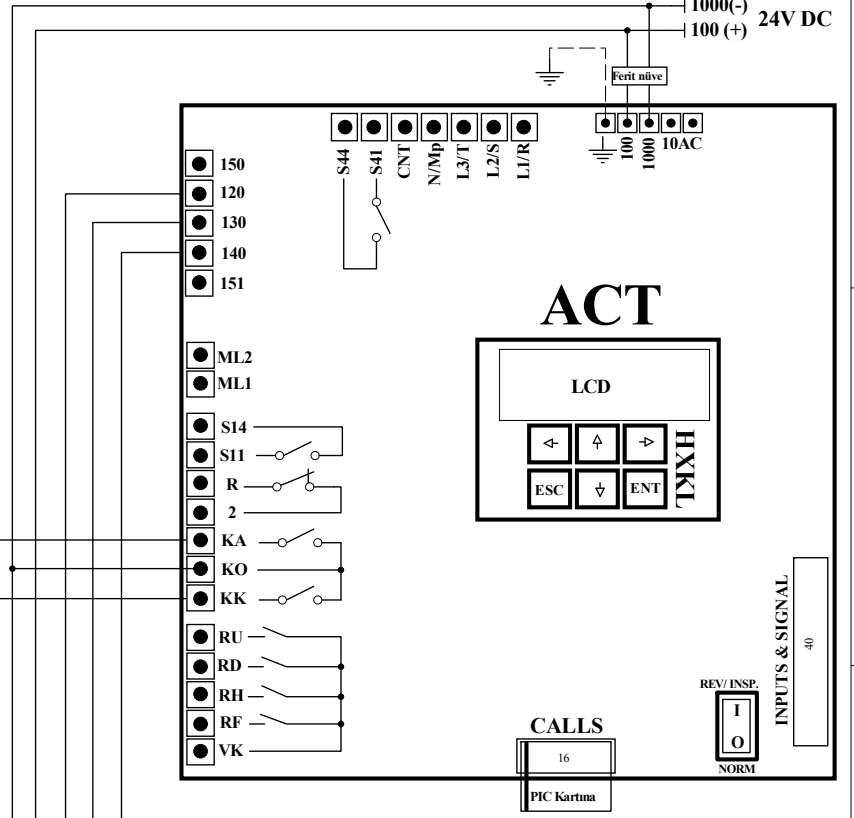 1000(-)
24V DC
100 (+)
Ferit nüve
S44
S41
CNT
N/Mp
L3/T
L2/S
L1/R
100
1000
10AC
150
120
130
140
151
ACT
ML2
ML1
LCD
HXKL
ESC
ENT
S14
S11
R
2
KA
KO
KK
RU
RD
RH
RF
VK
INPUTS & SIGNAL
40
REV/ INSP.
I
O
NORM
CALLS
16
PIC Kartına